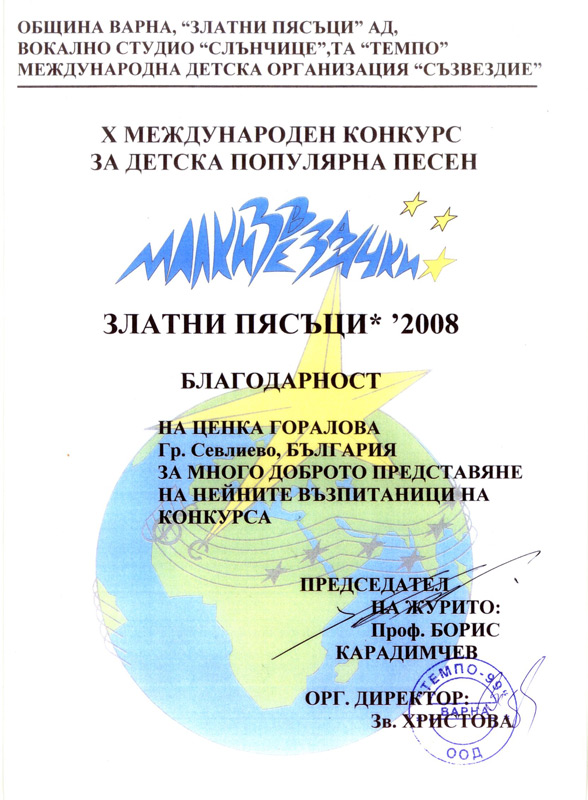 ОБЩИНА ВАРНА, “ЗЛАТНИ ПЯСЪЦИ” АД,
ВОКАЛНО СТУДИО “СЛЪНЧИЦЕ”,ТА “ТЕМПО”
МЕЖДУНАРОДНА ДЕТСКА ОРГАНИЗАЦИЯ “СЪЗВЕЗДИЕ”
X МЕЖДУНАРОДЕН КОНКУРС
ЗА ДЕТСКА ПОПУЛЯРНА ПЕСЕН
МАЛКИ ЗВЕЗДИЧКИ
ЗЛАТНИ ПЯСЪЦИ* ’2008
БЛАГОДАРНОСТ
НА ЦЕНКА ГОРАЛОВА
Гр. Севлиево, БЪЛГАРИЯ
ЗА МНОГО ДОБРОТО ПРЕДСТАВЯНЕ
НА НЕЙНИТЕ ВЪЗПИТАНИЦИ НА
КОНКУРСА
ПРЕДСЕДАТЕЛ
НА ЖУРИТО:
Проф. БОРИС
КАРАДИМЧЕВ
ОРГ. ДИРЕКТОР:
Зв. ХРИСТОВА
ТЕМПО-99
ВАРНА
ООД